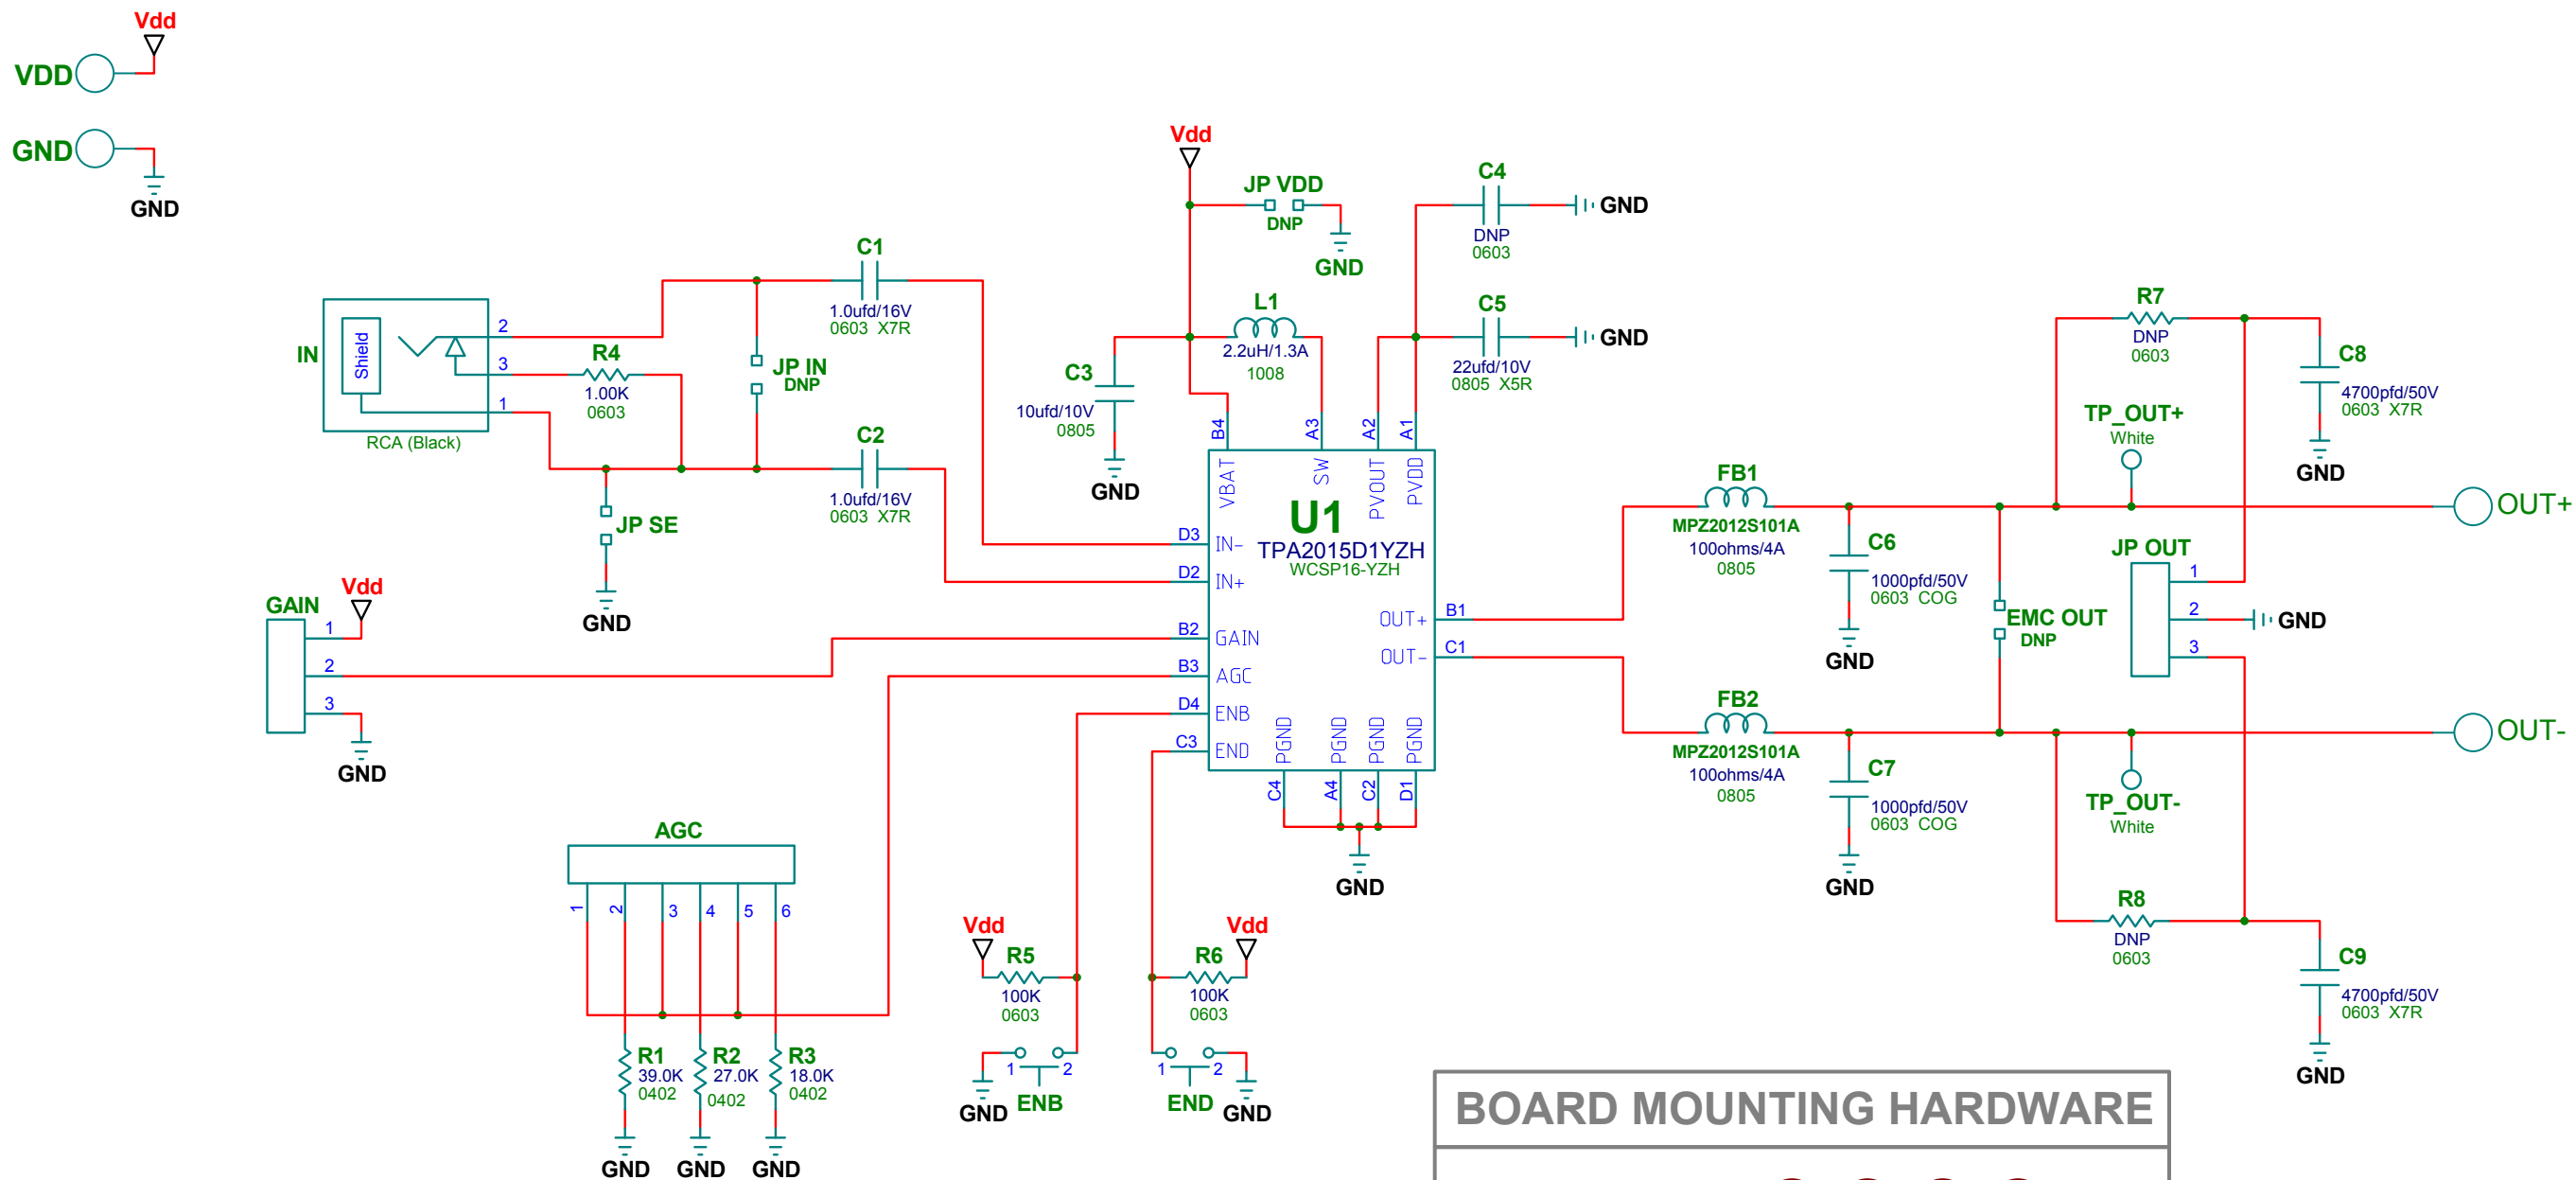 Vdd
VDD
GND
GND
IN
Shield
2
3
1
RCA (Black)
R4
1.00K
0603
JP IN
DNP
JP SE
GND
C1
1.0ufd/16V
0603 X7R
C2
1.0ufd/16V
0603 X7R
Vdd
JP VDD
DNP
GND
L1
2.2uH/1.3A
1008
C3
10ufd/10V
0805
GND
C4
DNP
0603
GND
C5
22ufd/10V
0805 X5R
GND
B4
A3
A2
A1
VBAT
SW
PVOUT
PVDD
U1
TPA2015D1YZH
WCSP16-YZH
D3
IN-
D2
IN+
B2
GAIN
B3
AGC
D4
ENB
C3
END
OUT+
B1
OUT-
C1
PGND
PGND
PGND
PGND
C4
A4
C2
D1
GND
GAIN
Vdd
1
2
3
GND
AGC
1
2
3
4
5
6
R1
39.0K
0402
R2
27.0K
0402
R3
18.0K
0402
GND
GND
GND
Vdd
R5
100K
0603
1
2
GND
ENB
Vdd
R6
100K
0603
1
2
END
GND
FB1
MPZ2012S101A
100ohms/4A
0805
C6
1000pfd/50V
0603 COG
GND
FB2
MPZ2012S101A
100ohms/4A
0805
C7
1000pfd/50V
0603 COG
GND
EMC OUT
DNP
R7
DNP
0603
C8
4700pfd/50V
0603 X7R
GND
TP_OUT+
White
OUT+
JP OUT
1
2
3
GND
OUT-
TP_OUT-
White
R8
DNP
0603
C9
4700pfd/50V
0603 X7R
GND
BOARD MOUNTING HARDWARE